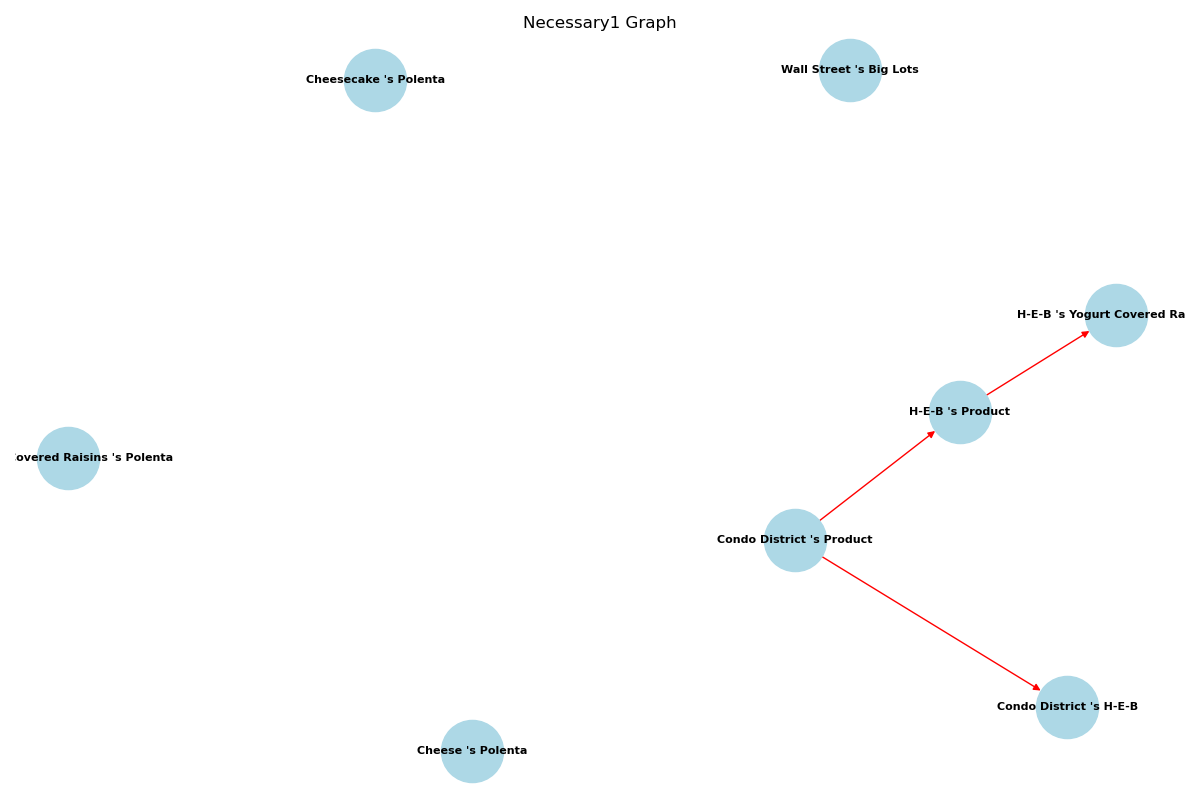 Necessary1 Graph
Wall Street 's Big Lots
Cheesecake 's Polenta
H-E-B 's Yogurt Covered Ra
H-E-B 's Product
overed Raisins 's Polenta
Condo District 's Product
Condo District 's H-E-B
Cheese 's Polenta